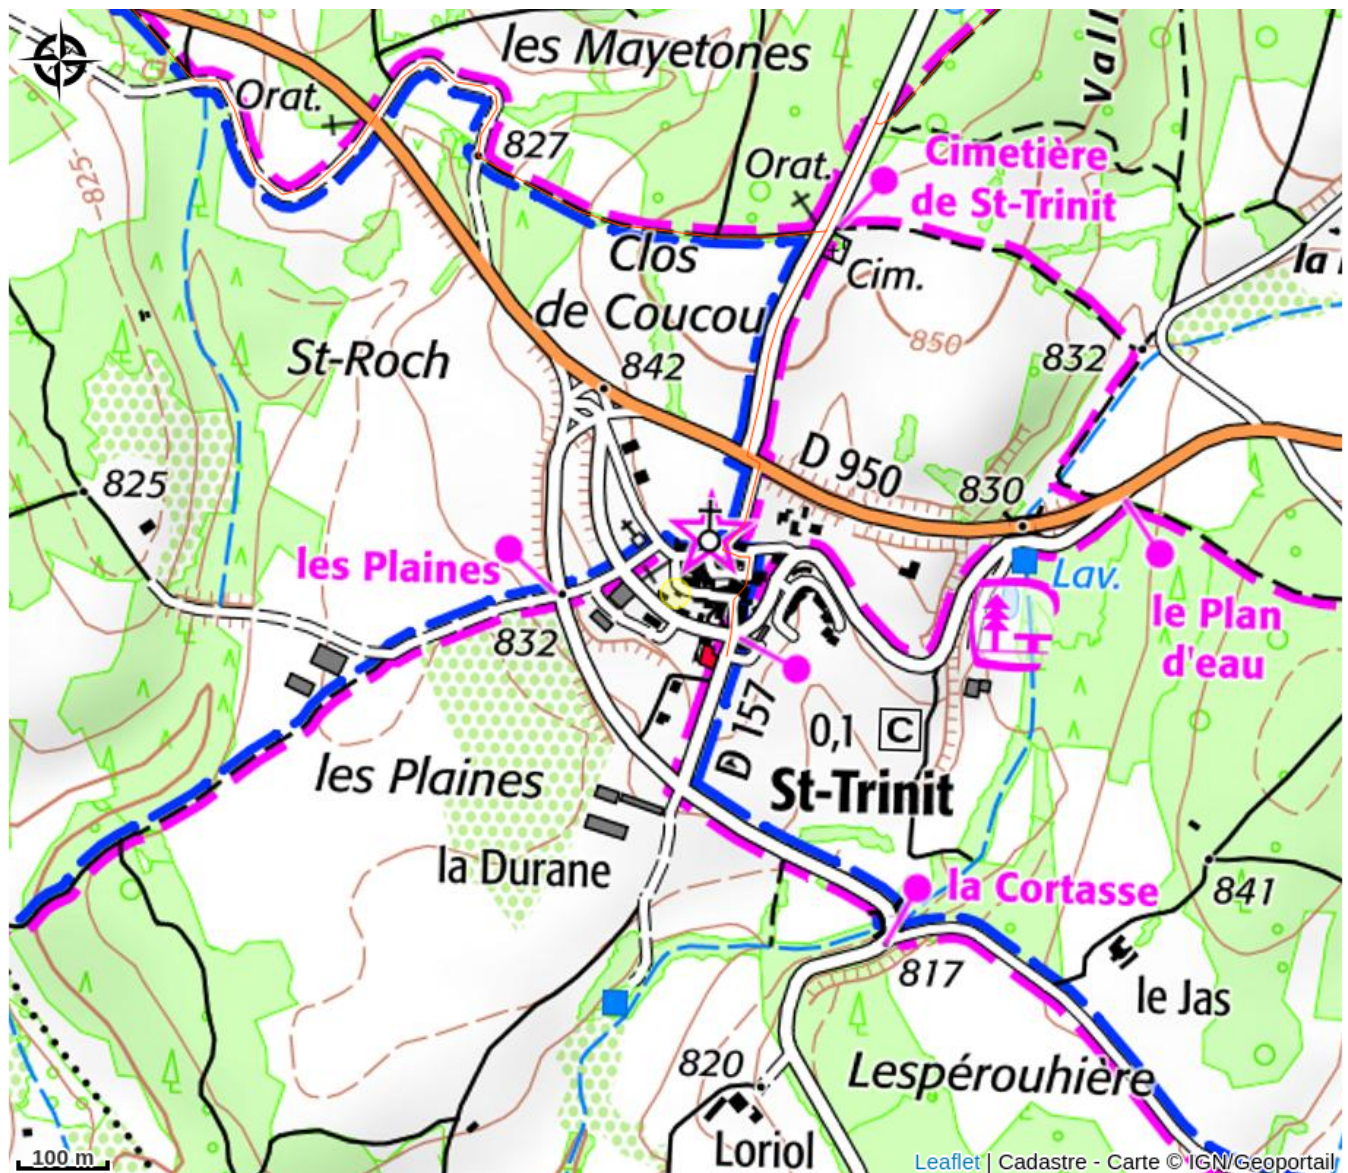 les Mayetones
Vall
Orat.
827
Cimetière
de St-Trinit
Orat.
825
Clos
de Coucou
Cim.
la
850
St-Roch
842
832
D 950
825
830
les Plaines
Lav.
le Plan
d'eau
832
D 157
0,1 C
les Plaines
St-Trinit
la Durane
la Cortasse
841
817
le Jas
820
Lespérouhière
Loriol
100 m
Leaflet | Cadastre - Carte © IGN/Geoportail